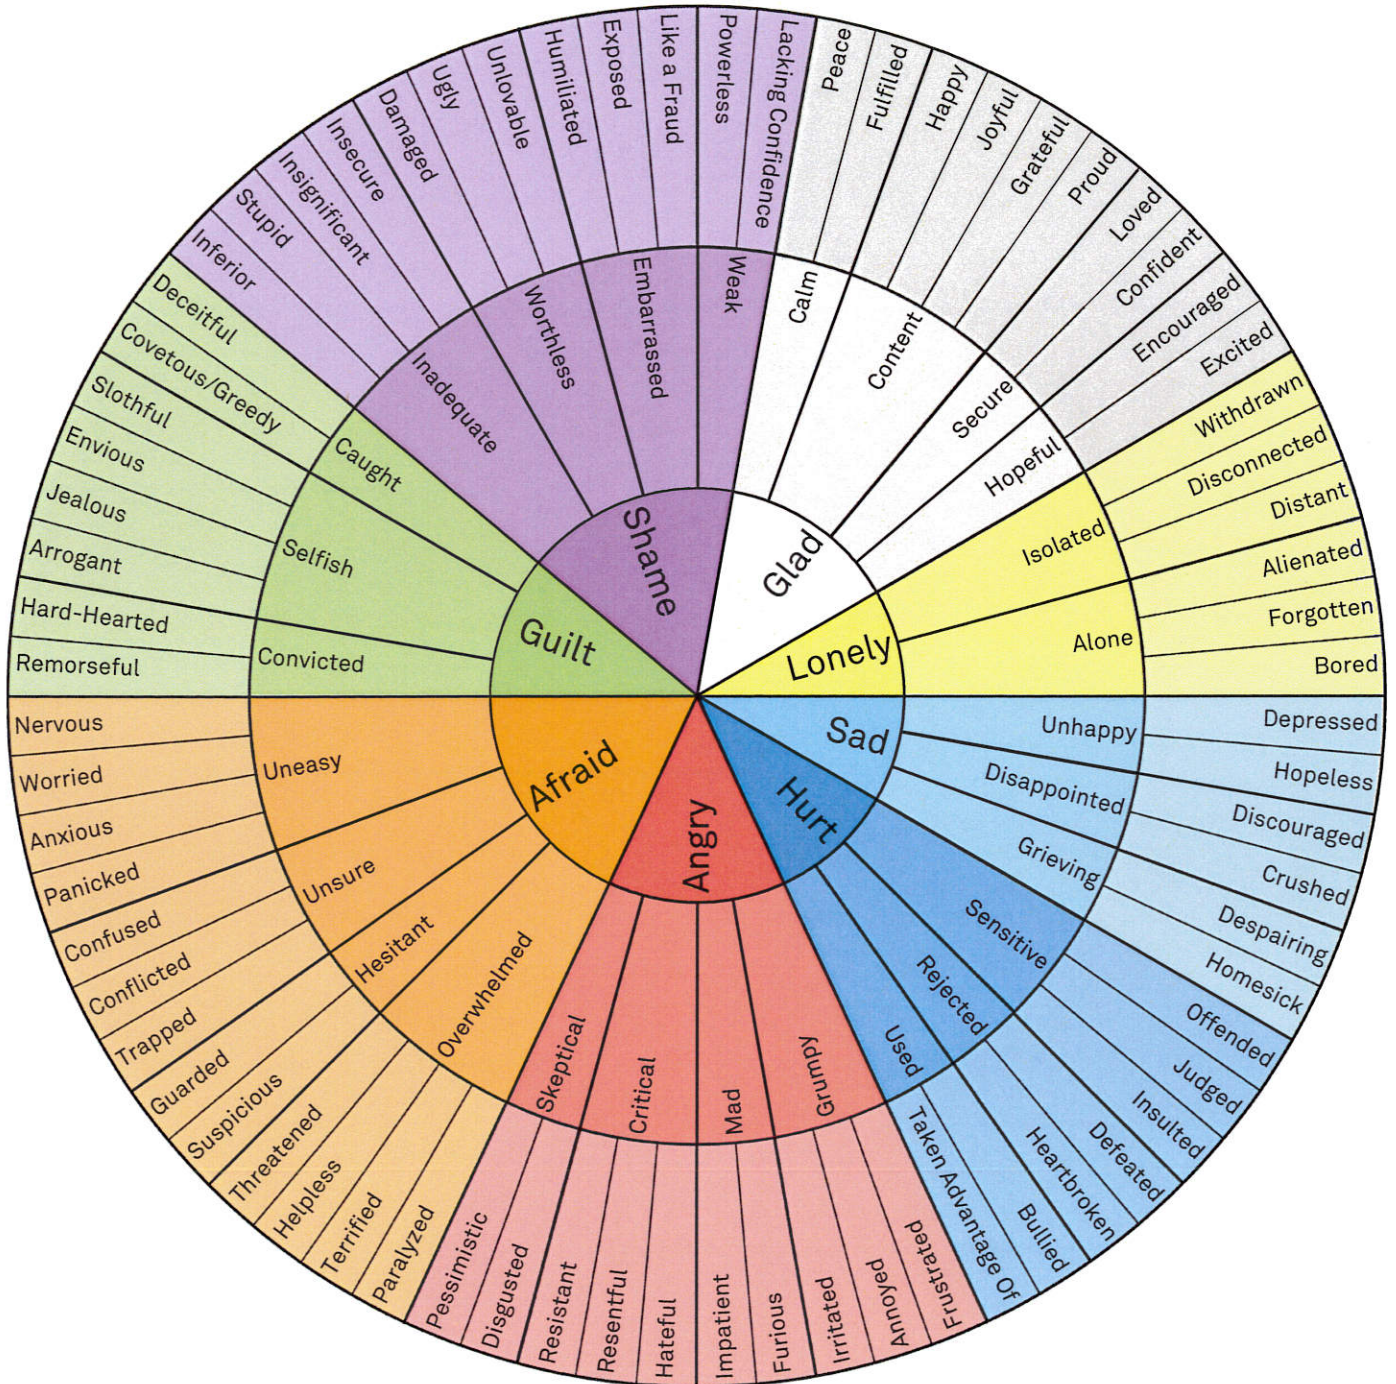 Shame
Glad
Lonely
Sad
Hurt
Angry
Afraid
Guilt
Weak
Calm
Content
Secure
Hopeful
Isolated
Alone
Unhappy
Disappointed
Grieving
Sensitive
Rejected
Used
Grumpy
Mad
Critical
Skeptical
Overwhelmed
Hesitant
Unsure
Uneasy
Convicted
Selfish
Caught
Inadequate
Worthless
Embarrassed
Powerless
Lacking Confidence
Peace
Fulfilled
Happy
Joyful
Grateful
Proud
Loved
Confident
Encouraged
Excited
Withdrawn
Disconnected
Distant
Alienated
Forgotten
Bored
Depressed
Hopeless
Discouraged
Crushed
Despairing
Homesick
Offended
Judged
Insulted
Defeated
Heartbroken
Bullied
Taken Advantage Of
Frustrated
Annoyed
Irritated
Furious
Impatient
Hateful
Resentful
Resistant
Disgusted
Pessimistic
Paralyzed
Terrified
Helpless
Threatened
Suspicious
Guarded
Trapped
Conflicted
Confused
Panicked
Anxious
Worried
Nervous
Remorseful
Hard-Hearted
Arrogant
Jealous
Envious
Slothful
Covetous/Greedy
Deceitful
Inferior
Stupid
Insignificant
Insecure
Damaged
Ugly
Unlovable
Humiliated
Exposed
Like a Fraud